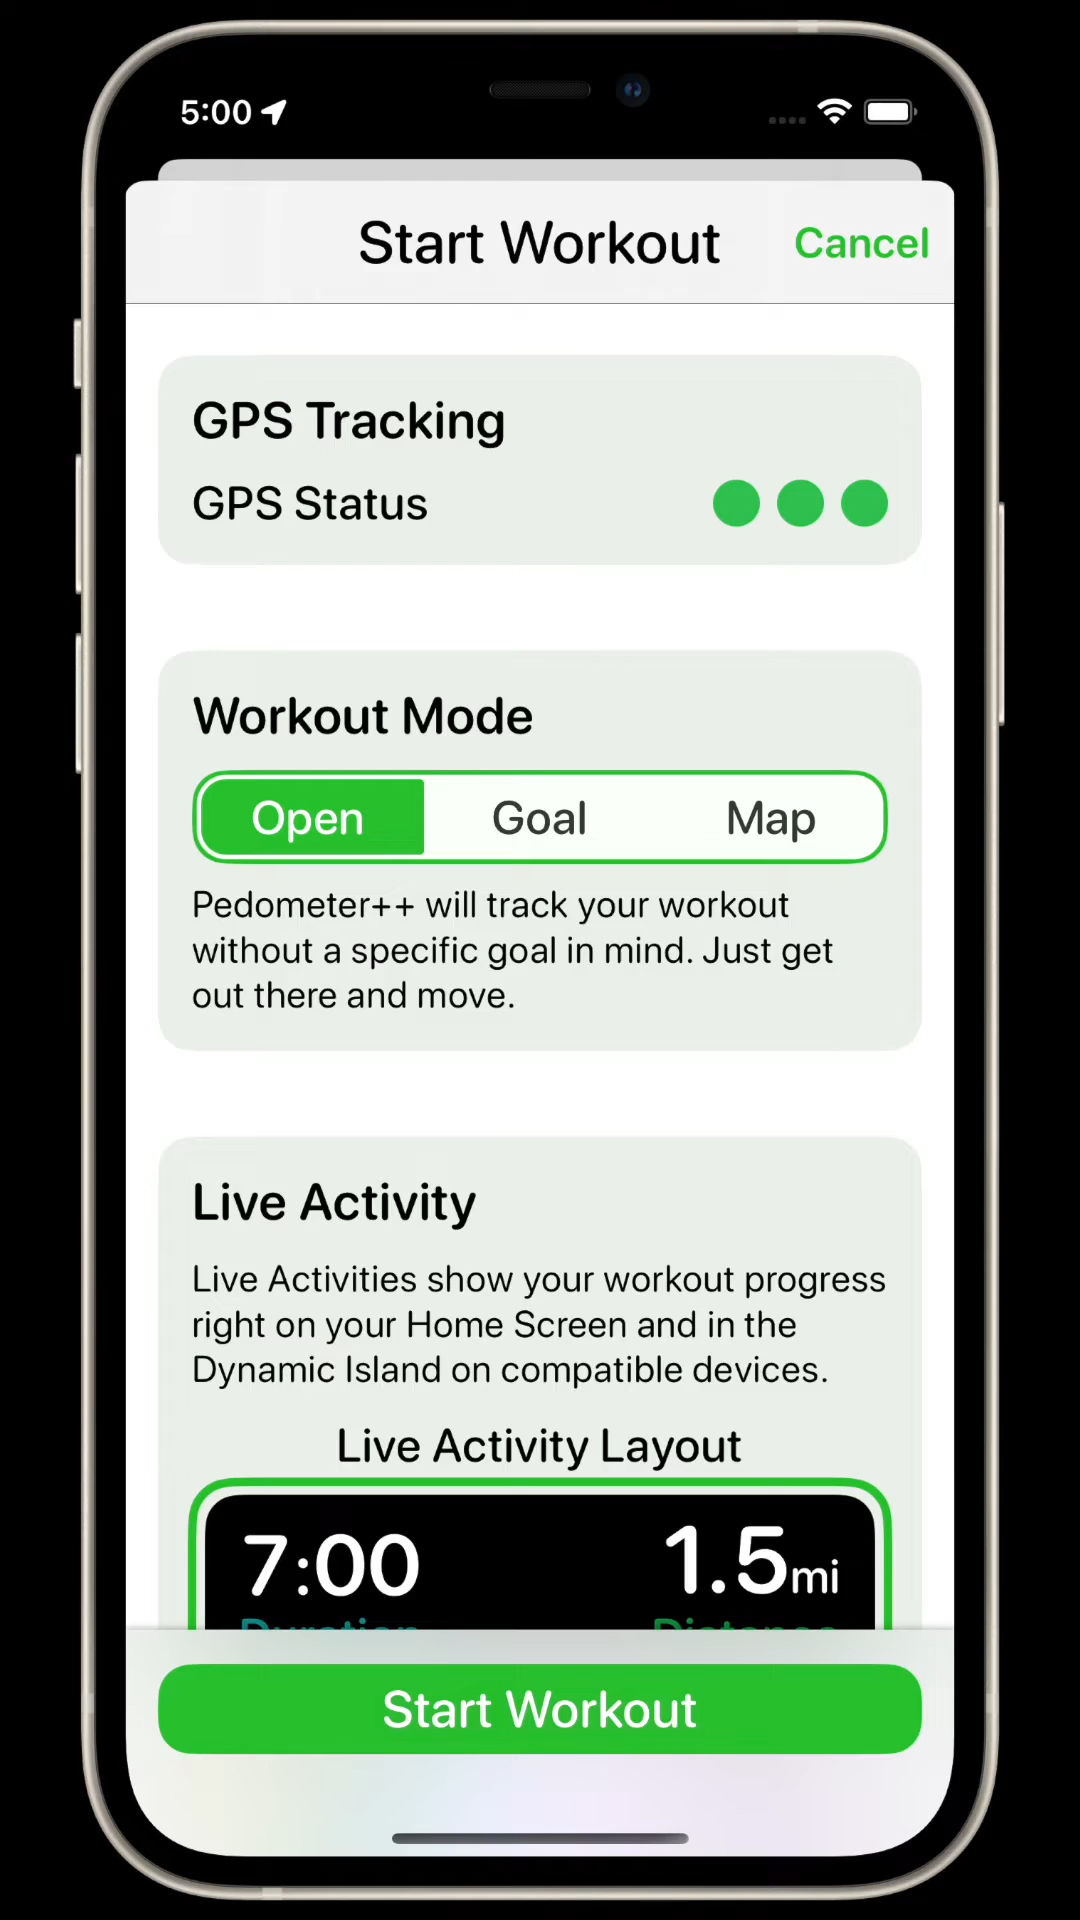 5:00
Start Workout
Cancel
GPS Tracking
GPS Status
Workout Mode
Open
Goal
Map
Pedometer++ will track your workout
without a specific goal in mind. Just get
out there and move.
Live Activity
Live Activities show your workout progress
right on your Home Screen and in the
Dynamic Island on compatible devices.
Live Activity Layout
7:00
1.5mi
Duration
Distance
Start Workout